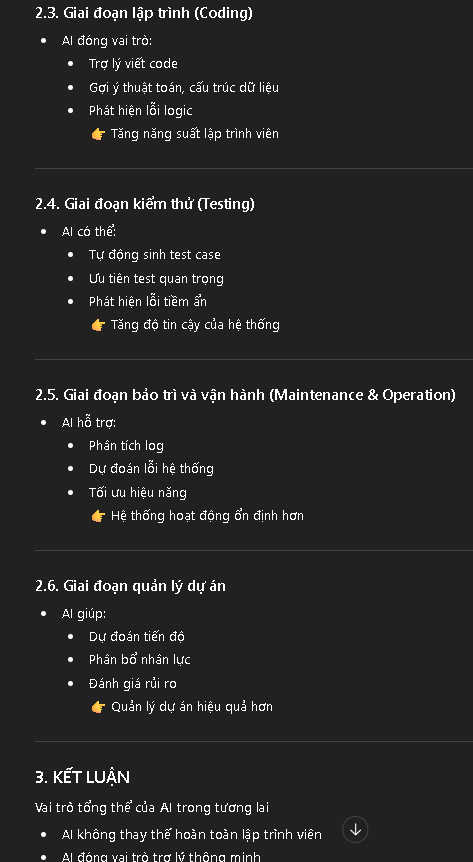 2.3. Giai đoạn lập trình (Coding)
AI đóng vai trò:
Trợ lý viết code
Gợi ý thuật toán, cấu trúc dữ liệu
Phát hiện lỗi logic
👉 Tăng năng suất lập trình viên
2.4. Giai đoạn kiểm thử (Testing)
AI có thể:
Tự động sinh test case
Ưu tiên test quan trọng
Phát hiện lỗi tiềm ẩn
👉 Tăng độ tin cậy của hệ thống
2.5. Giai đoạn bảo trì và vận hành (Maintenance & Operation)
AI hỗ trợ:
Phân tích log
Dự đoán lỗi hệ thống
Tối ưu hiệu năng
👉 Hệ thống hoạt động ổn định hơn
2.6. Giai đoạn quản lý dự án
AI giúp:
Dự đoán tiến độ
Phân bổ nhân lực
Đánh giá rủi ro
👉 Quản lý dự án hiệu quả hơn
3. KẾT LUẬN
Vai trò tổng thể của AI trong tương lai
AI không thay thế hoàn toàn lập trình viên
AI đóng vai trò trợ lý thông minh